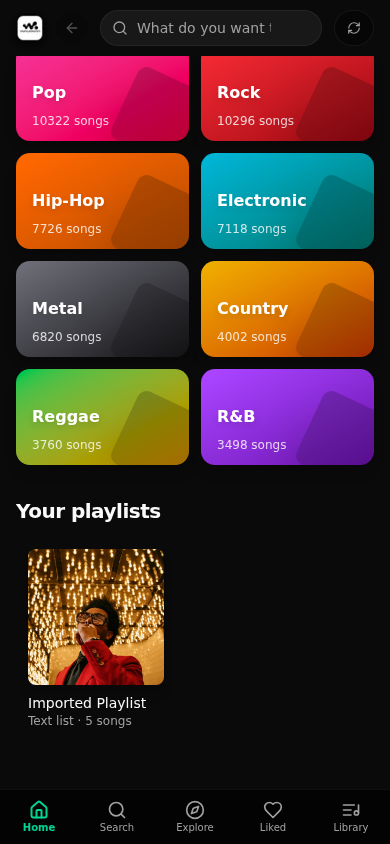 What do you want
Pop
10322 songs
Rock
10296 songs
Hip-Hop
7726 songs
Electronic
7118 songs
Metal
6820 songs
Country
4002 songs
Reggae
3760 songs
R&B
3498 songs
Your playlists
Imported Playlist
Text list · 5 songs
Home
Search
Explore
Liked
Library